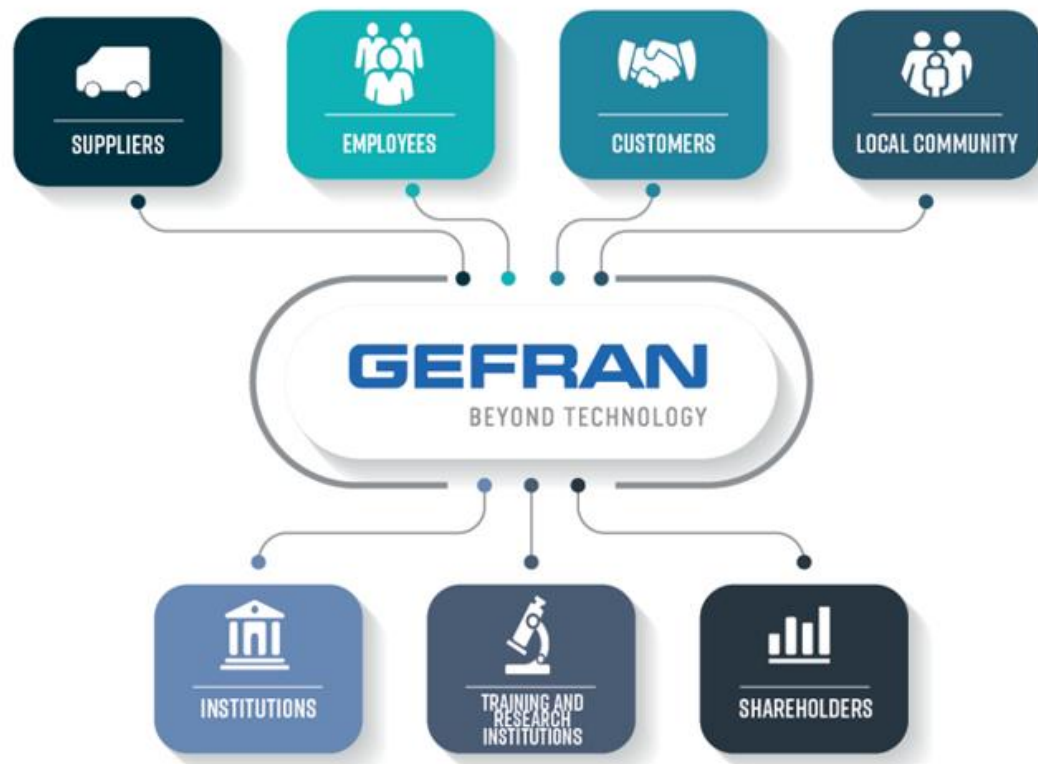 SUPPLIERS
EMPLOYEES
CUSTOMERS
LOCAL COMMUNITY
GEFRAN
BEYOND TECHNOLOGY
INSTITUTIONS
TRAINING AND
RESEARCH
INSTITUTIONS
SHAREHOLDERS